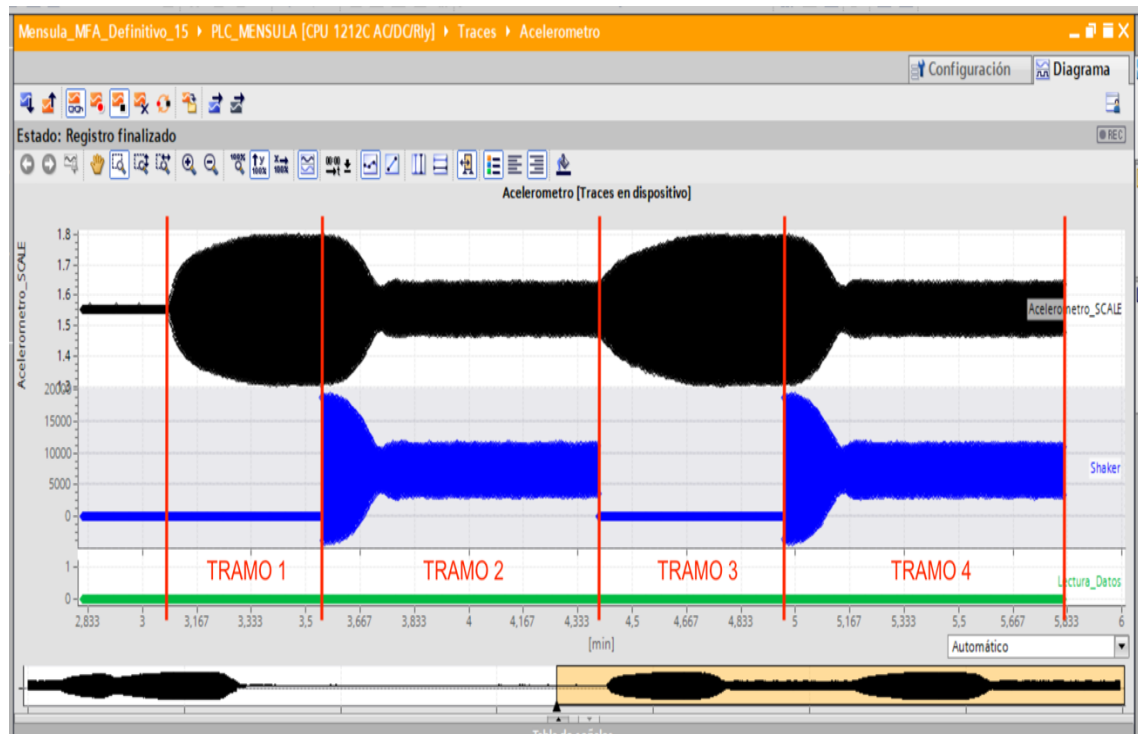 Mensula_MFA_Definitivo_15 ▸ PLC_MENSULA [CPU 1212C AC/DC/Rly] ▸ Traces ▸ Acelerometro
Configuración Diagrama
Estado: Registro finalizado REC
Acelerometro [Traces en dispositivo]
Acelerometro_SCALE
1.8
1.7
1.6
1.5
1.4
1.3
Acelerometro_SCALE
20000
15000
10000
5000
0
Shaker
TRAMO 1 TRAMO 2 TRAMO 3 TRAMO 4
1
0
Lectura_Datos
2,833 3 3,167 3,333 3,5 3,667 3,833 4 4,167 4,333 4,5 4,667 4,833 5 5,167 5,333 5,5 5,667 5,833 6
[min]
Automático